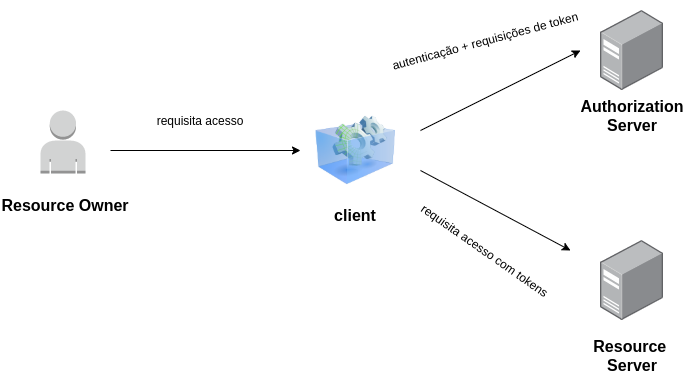 autenticação + requisições de token
Authorization
Server
requisita acesso
Resource Owner
client
requisita acesso com tokens
Resource
Server